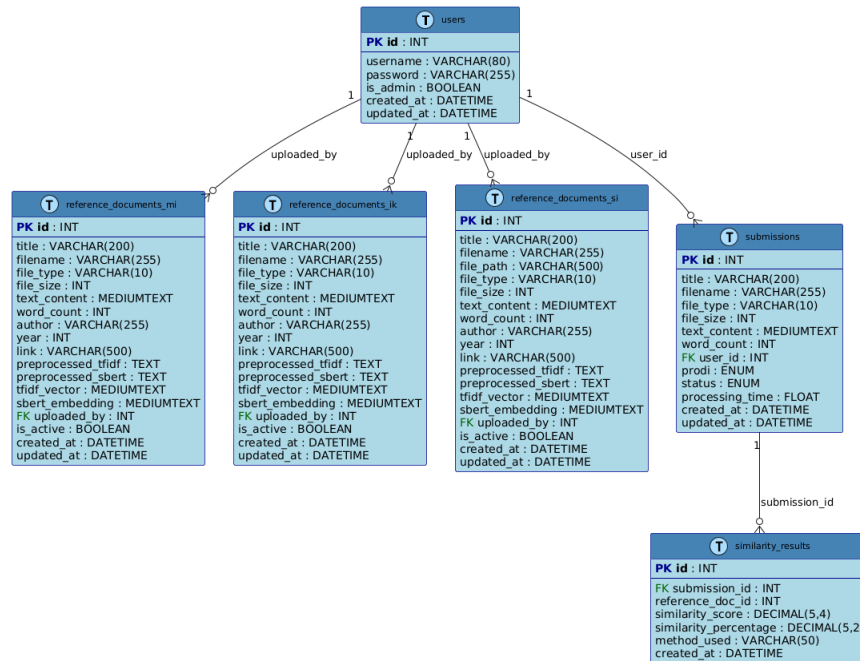 T users
PK id : INT
username : VARCHAR(80)
password : VARCHAR(255)
is_admin : BOOLEAN
created_at : DATETIME
updated_at : DATETIME
1
1
1
1
uploaded_by
uploaded_by
uploaded_by
user_id
T reference_documents_mi
PK id : INT
title : VARCHAR(200)
filename : VARCHAR(255)
file_type : VARCHAR(10)
file_size : INT
text_content : MEDIUMTEXT
word_count : INT
author : VARCHAR(255)
year : INT
link : VARCHAR(500)
preprocessed_tfidf : TEXT
preprocessed_sbert : TEXT
tfidf_vector : MEDIUMTEXT
sbert_embedding : MEDIUMTEXT
FK uploaded_by : INT
is_active : BOOLEAN
created_at : DATETIME
updated_at : DATETIME
T reference_documents_ik
PK id : INT
title : VARCHAR(200)
filename : VARCHAR(255)
file_type : VARCHAR(10)
file_size : INT
text_content : MEDIUMTEXT
word_count : INT
author : VARCHAR(255)
year : INT
link : VARCHAR(500)
preprocessed_tfidf : TEXT
preprocessed_sbert : TEXT
tfidf_vector : MEDIUMTEXT
sbert_embedding : MEDIUMTEXT
FK uploaded_by : INT
is_active : BOOLEAN
created_at : DATETIME
updated_at : DATETIME
T reference_documents_si
PK id : INT
title : VARCHAR(200)
filename : VARCHAR(255)
file_path : VARCHAR(500)
file_type : VARCHAR(10)
file_size : INT
text_content : MEDIUMTEXT
word_count : INT
author : VARCHAR(255)
year : INT
link : VARCHAR(500)
preprocessed_tfidf : TEXT
preprocessed_sbert : TEXT
tfidf_vector : MEDIUMTEXT
sbert_embedding : MEDIUMTEXT
FK uploaded_by : INT
is_active : BOOLEAN
created_at : DATETIME
updated_at : DATETIME
T submissions
PK id : INT
title : VARCHAR(200)
filename : VARCHAR(255)
file_type : VARCHAR(10)
file_size : INT
text_content : MEDIUMTEXT
word_count : INT
FK user_id : INT
prodi : ENUM
status : ENUM
processing_time : FLOAT
created_at : DATETIME
updated_at : DATETIME
1
submission_id
T similarity_results
PK id : INT
FK submission_id : INT
reference_doc_id : INT
similarity_score : DECIMAL(5,4)
similarity_percentage : DECIMAL(5,2
method_used : VARCHAR(50)
created_at : DATETIME